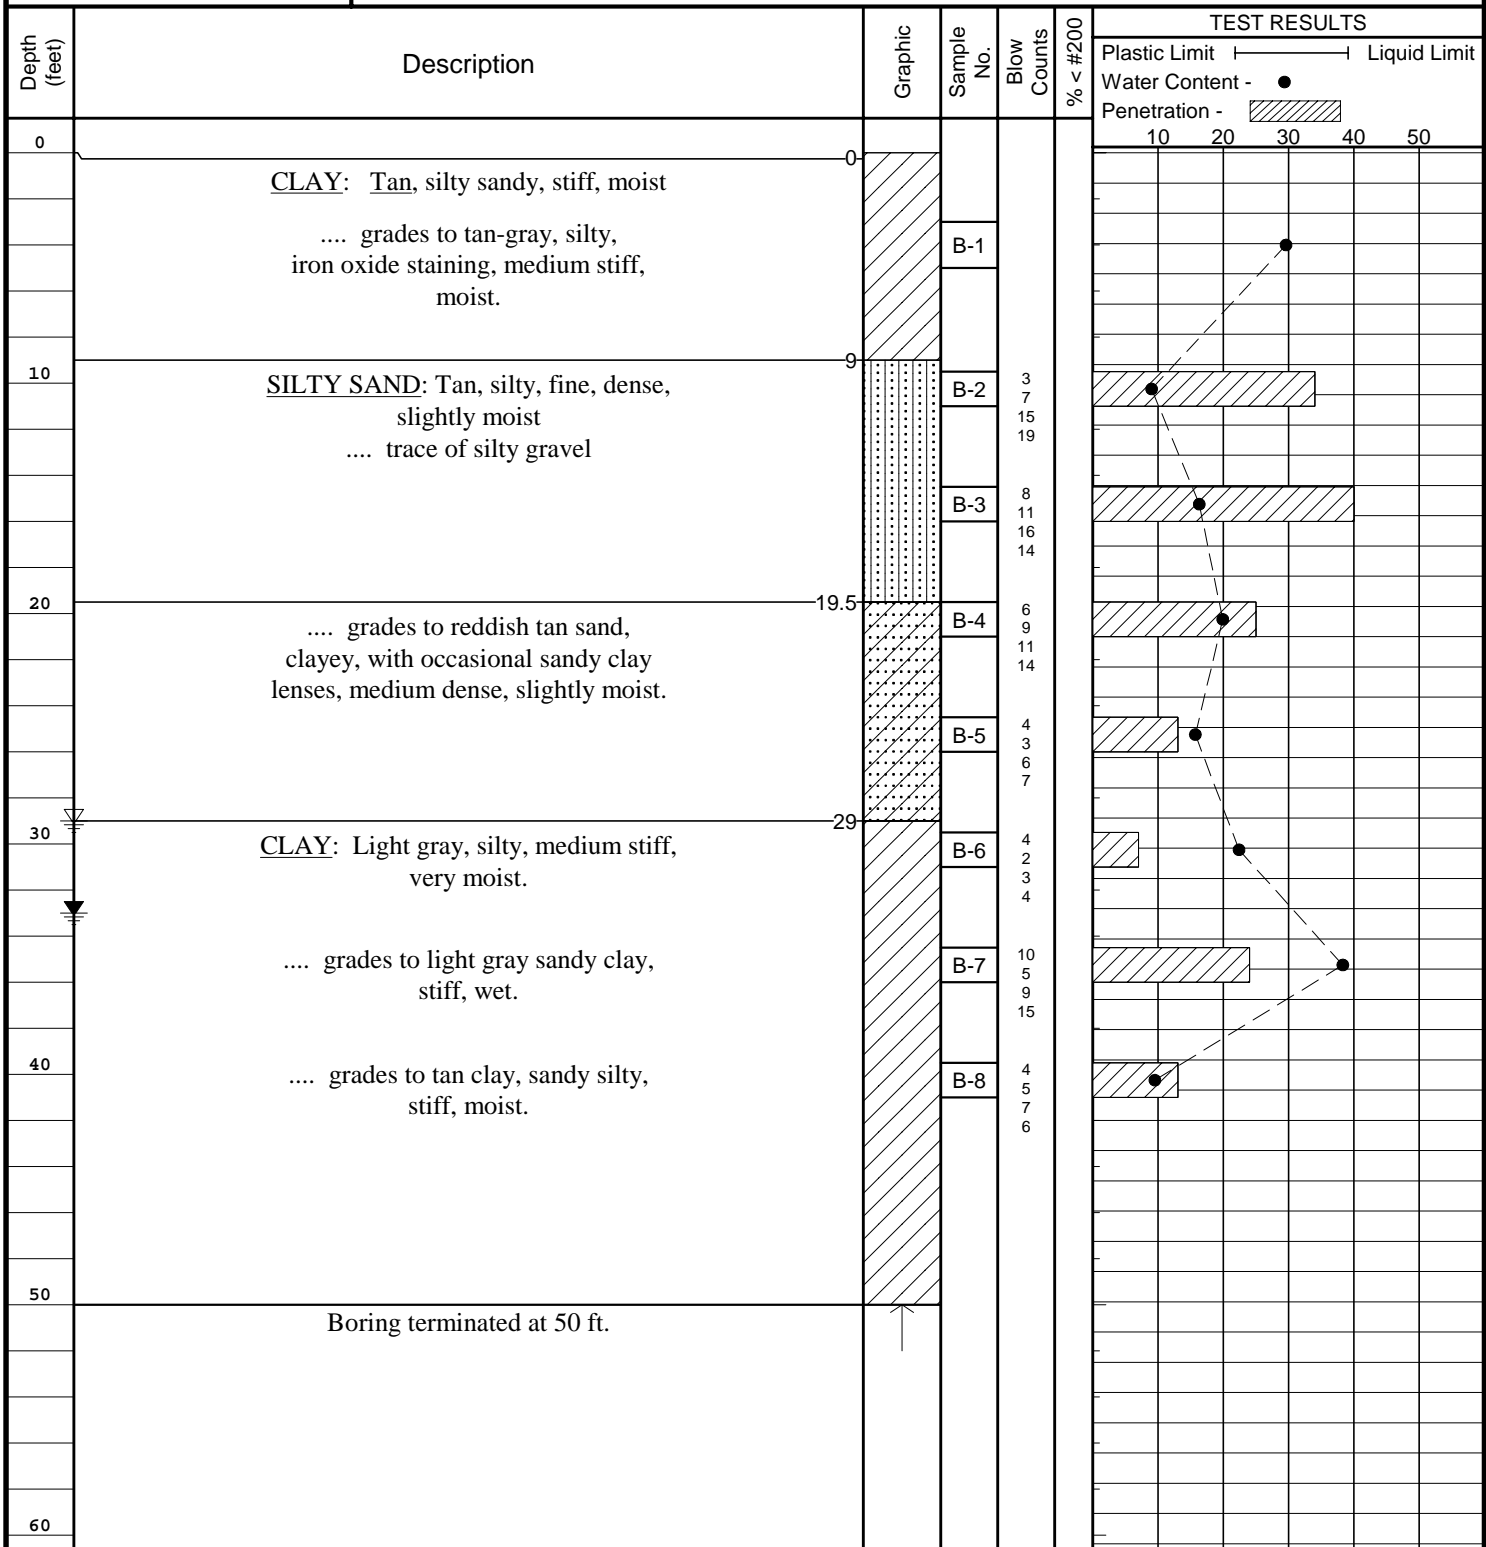 Depth (feet)
Description
Graphic
Sample No.
Blow Counts
% < #200
TEST RESULTS
Plastic Limit Liquid Limit
Water Content -
Penetration -
10 20 30 40 50
0
0
CLAY: Tan, silty sandy, stiff, moist
.... grades to tan-gray, silty,
iron oxide staining, medium stiff,
moist.
B-1
9
10
SILTY SAND: Tan, silty, fine, dense,
slightly moist
.... trace of silty gravel
B-2
3
7
15
19
B-3
8
11
16
14
19.5
20
.... grades to reddish tan sand,
clayey, with occasional sandy clay
lenses, medium dense, slightly moist.
B-4
6
9
11
14
B-5
4
3
6
7
29
30
CLAY: Light gray, silty, medium stiff,
very moist.
B-6
4
2
3
4
.... grades to light gray sandy clay,
stiff, wet.
B-7
10
5
9
15
40
.... grades to tan clay, sandy silty,
stiff, moist.
B-8
4
5
7
6
50
Boring terminated at 50 ft.
60